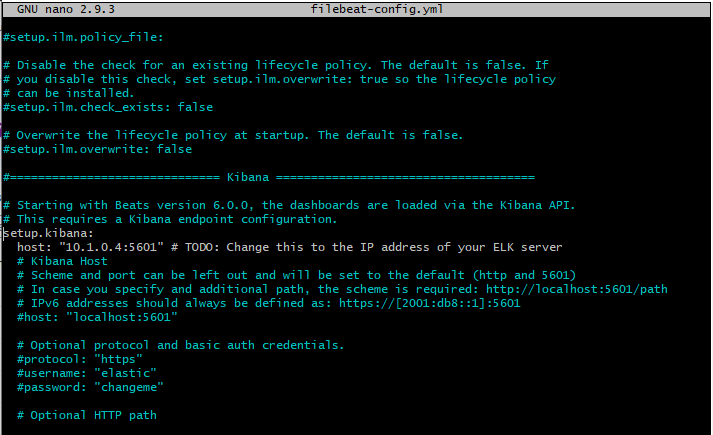 GNU nano 2.9.3 filebeat-config.yml
#setup.ilm.policy_file:
# Disable the check for an existing lifecycle policy. The default is false. If
# you disable this check, set setup.ilm.overwrite: true so the lifecycle policy
# can be installed.
#setup.ilm.check_exists: false
# Overwrite the lifecycle policy at startup. The default is false.
#setup.ilm.overwrite: false
#============================== Kibana =====================================
# Starting with Beats version 6.0.0, the dashboards are loaded via the Kibana API.
# This requires a Kibana endpoint configuration.
setup.kibana:
host: "10.1.0.4:5601" # TODO: Change this to the IP address of your ELK server
# Kibana Host
# Scheme and port can be left out and will be set to the default (http and 5601)
# In case you specify and additional path, the scheme is required: http://localhost:5601/path
# IPv6 addresses should always be defined as: https://[2001:db8::1]:5601
#host: "localhost:5601"
# Optional protocol and basic auth credentials.
#protocol: "https"
#username: "elastic"
#password: "changeme"
# Optional HTTP path